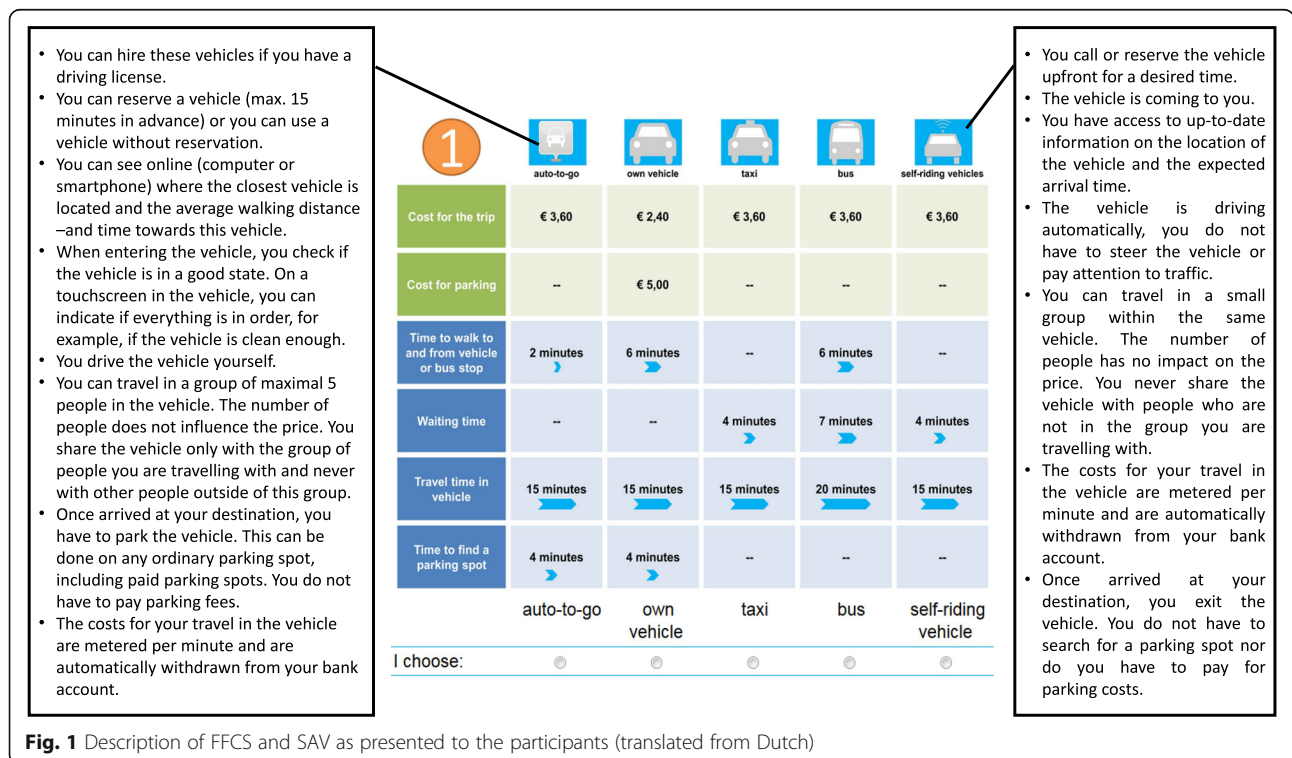 • You can hire these vehicles if you have a
driving license.
• You can reserve a vehicle (max. 15
minutes in advance) or you can use a
vehicle without reservation.
• You can see online (computer or
smartphone) where the closest vehicle is
located and the average walking distance
–and time towards this vehicle.
• When entering the vehicle, you check if
the vehicle is in a good state. On a
touchscreen in the vehicle, you can
indicate if everything is in order, for
example, if the vehicle is clean enough.
• You drive the vehicle yourself.
• You can travel in a group of maximal 5
people in the vehicle. The number of
people does not influence the price. You
share the vehicle only with the group of
people you are travelling with and never
with other people outside of this group.
• Once arrived at your destination, you
have to park the vehicle. This can be
done on any ordinary parking spot,
including paid parking spots. You do not
have to pay parking fees.
• The costs for your travel in the vehicle
are metered per minute and are
automatically withdrawn from your bank
account.
1
auto-to-go own vehicle taxi bus self-riding vehicles
Cost for the trip € 3,60 € 2,40 € 3,60 € 3,60 € 3,60
Cost for parking -- € 5,00 -- -- --
Time to walk to
and from vehicle
or bus stop
2 minutes 6 minutes -- 6 minutes --
Waiting time -- -- 4 minutes 7 minutes 4 minutes
Travel time in
vehicle
15 minutes 15 minutes 15 minutes 20 minutes 15 minutes
Time to find a
parking spot
4 minutes 4 minutes -- -- --
auto-to-go own taxi bus self-riding
vehicle vehicle
I choose:
• You call or reserve the vehicle
upfront for a desired time.
• The vehicle is coming to you.
• You have access to up-to-date
information on the location of
the vehicle and the expected
arrival time.
• The vehicle is driving
automatically, you do not
have to steer the vehicle or
pay attention to traffic.
• You can travel in a small
group within the same
vehicle. The number of
people has no impact on the
price. You never share the
vehicle with people who are
not in the group you are
travelling with.
• The costs for your travel in
the vehicle are metered per
minute and are automatically
withdrawn from your bank
account.
• Once arrived at your
destination, you exit the
vehicle. You do not have to
search for a parking spot nor
do you have to pay for
parking costs.
Fig. 1 Description of FFCS and SAV as presented to the participants (translated from Dutch)